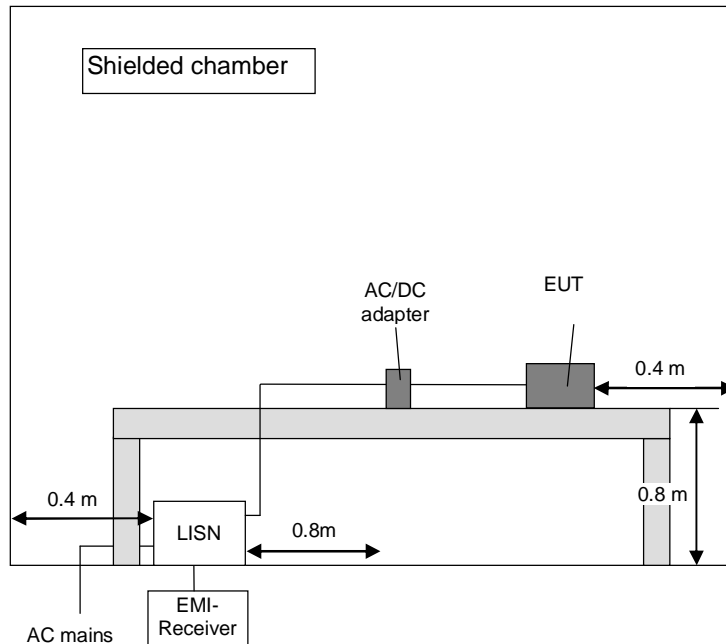 Shielded chamber
AC/DC
adapter
EUT
0.4 m
0.4 m
0.8 m
LISN
0.8m
EMI-
Receiver
AC mains